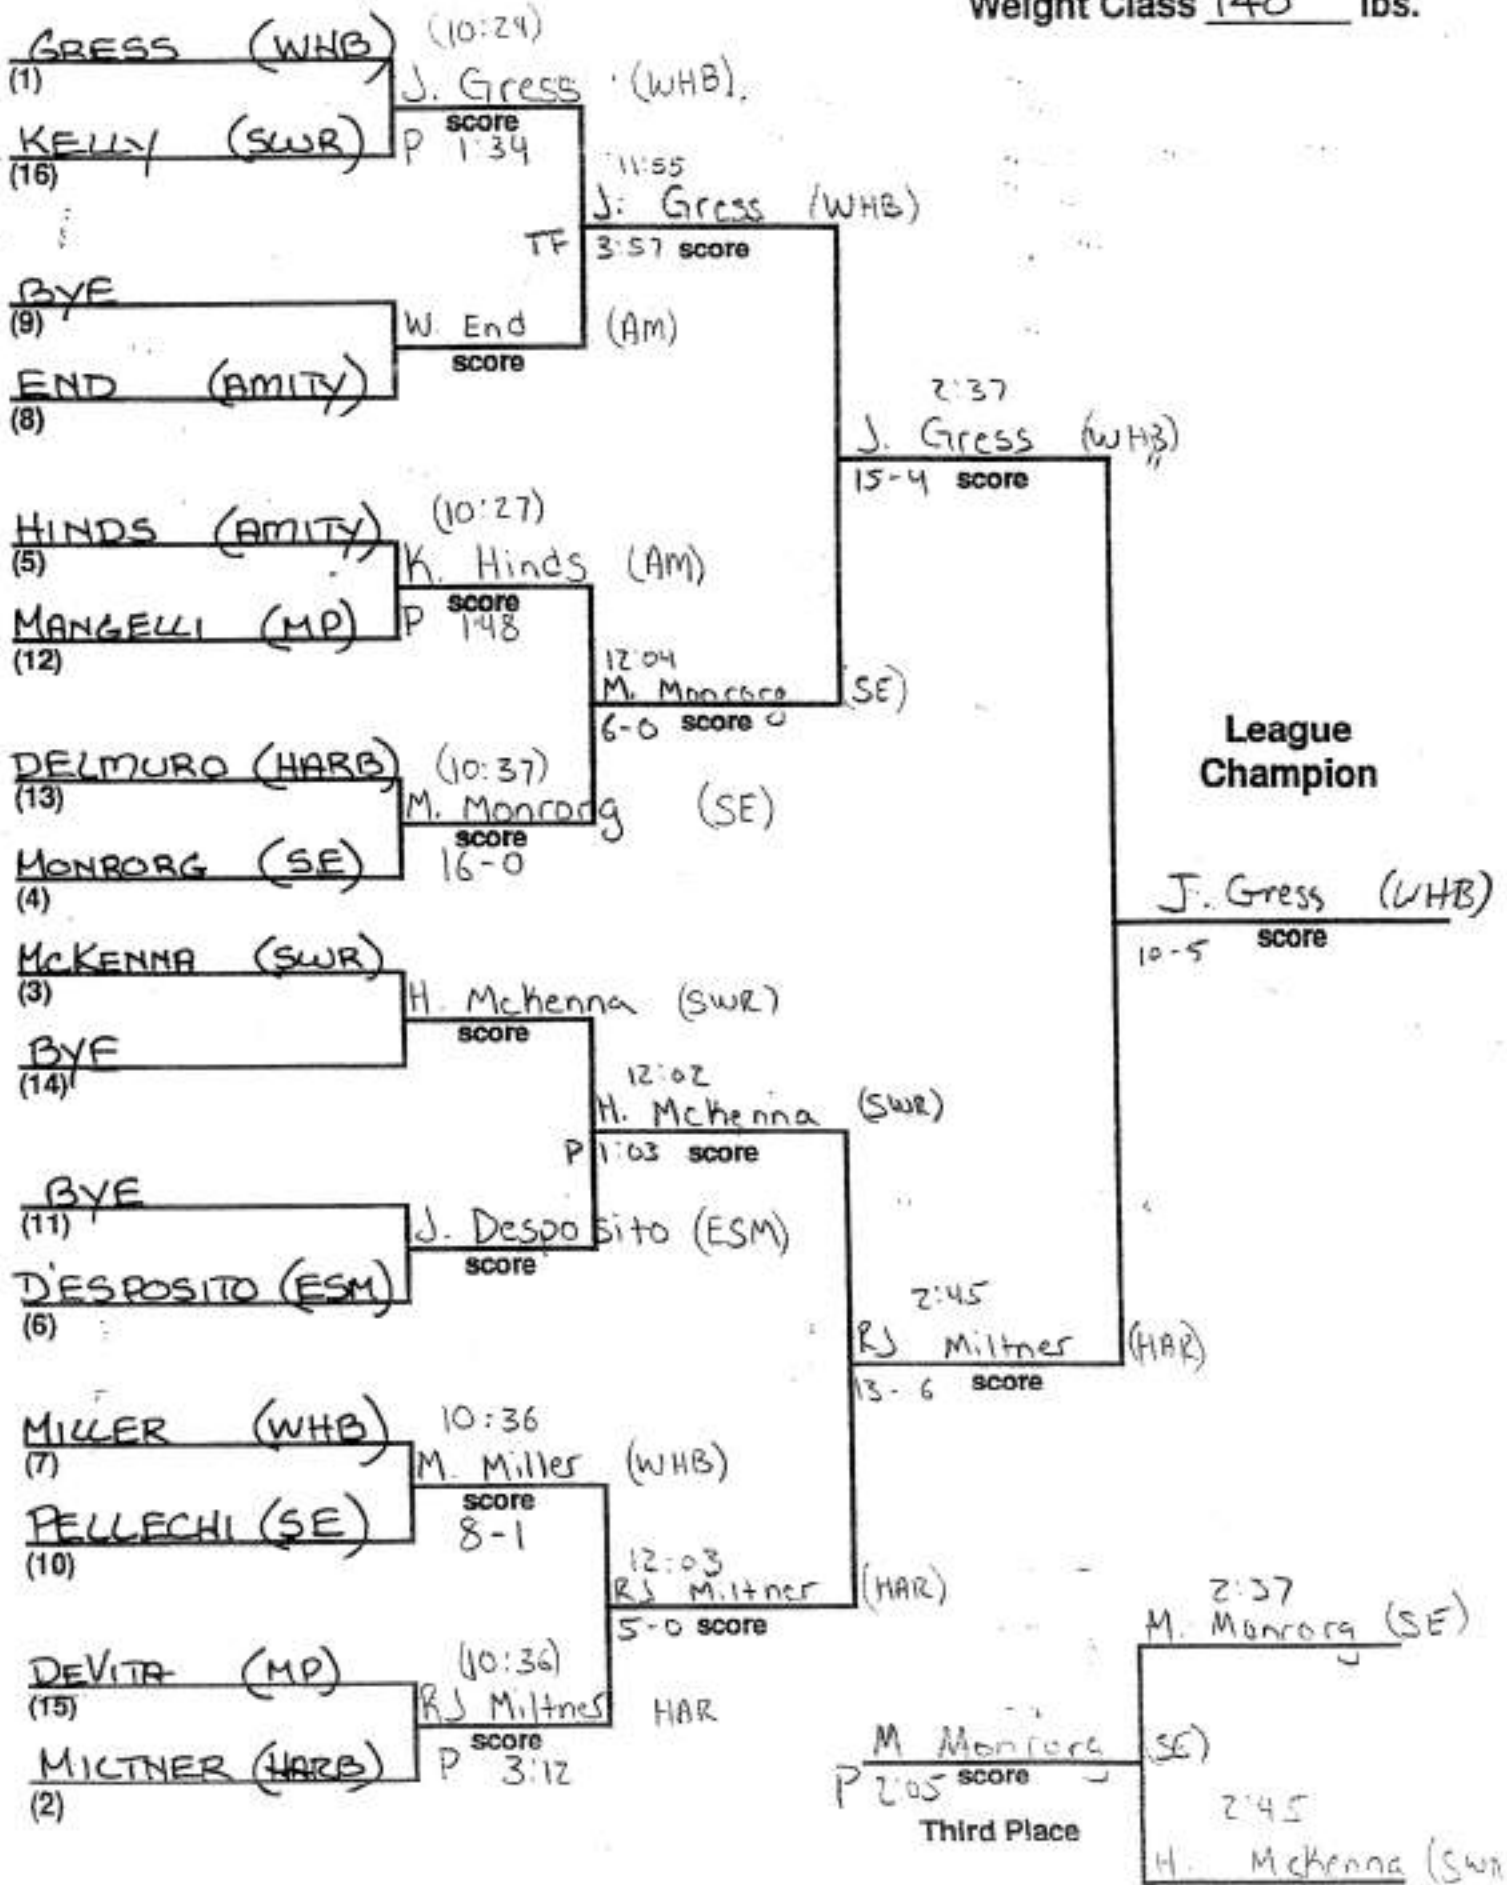 Weight Class 140 lbs.
GRESS (WHB)
(1)
(10:24)
J. Gress (WHB)
score
P 1:34
KELLY (SWR)
(16)
11:55
J. Gress (WHB)
TF 3:57 score
BYE
(9)
W. End (Am)
score
END (AMITY)
(8)
2:37
J. Gress (WHB)
15-4 score
HINDS (AMITY)
(5)
(10:27)
K. Hinds (AM)
score
P 1:48
MANGELLI (MP)
(12)
12:04
M. Monrorg (SE)
6-0 score
DELMURO (HARB)
(13)
(10:37)
M. Monrorg (SE)
score
16-0
MONRORG (SE)
(4)
League
Champion
J. Gress (WHB)
10-5 score
McKENNA (SWR)
(3)
H. McKenna (SWR)
score
BYE
(14)
12:02
H. McKenna (SWR)
P 1:03 score
BYE
(11)
J. Desposito (ESM)
score
D'ESPOSITO (ESM)
(6)
2:45
RJ Miltner (HAR)
13-6 score
MILLER (WHB)
(7)
10:36
M. Miller (WHB)
score
8-1
PELLECHI (SE)
(10)
12:03
RJ Miltner (HAR)
5-0 score
DEVITA (MP)
(15)
(10:36)
RJ Miltner HAR
score
P 3:12
MILTNER (HARB)
(2)
2:37
M. Monrorg (SE)
M Monrorg (SE)
P 2:05 score
Third Place
2:45
H. McKenna (SWR